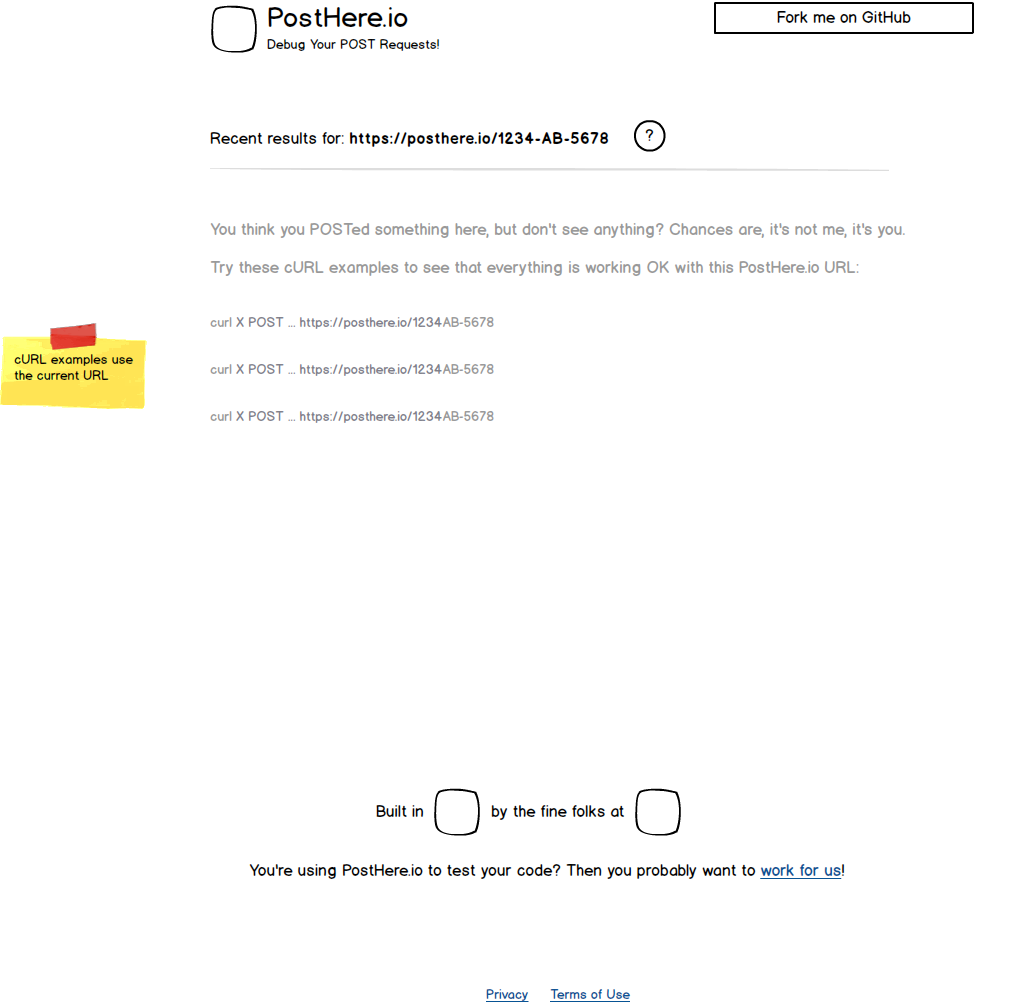 PostHere.io
Debug Your POST Requests!
Fork me on GitHub
Recent results for: https://posthere.io/1234-AB-5678
?
You think you POSTed something here, but don't see anything? Chances are, it's not me, it's you.
Try these cURL examples to see that everything is working OK with this PostHere.io URL:
curl X POST ... https://posthere.io/1234AB-5678
cURL examples use
the current URL
curl X POST ... https://posthere.io/1234AB-5678
curl X POST ... https://posthere.io/1234AB-5678
Built in by the fine folks at
You're using PostHere.io to test your code? Then you probably want to work for us!
Privacy Terms of Use